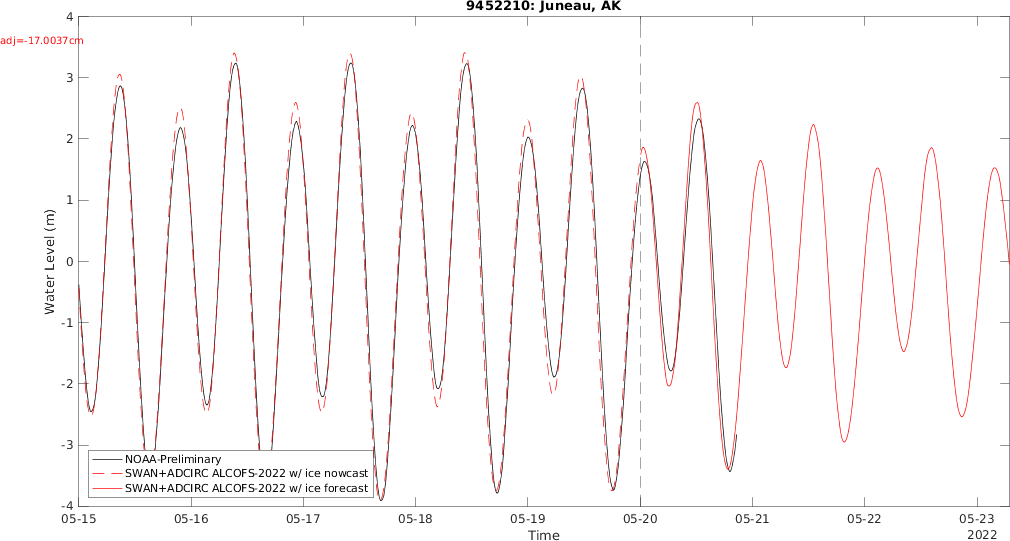 9452210: Juneau, AK
adj=-17.0037cm
4
3
2
1
0
-1
-2
-3
-4
Water Level (m)
NOAA-Preliminary
SWAN+ADCIRC ALCOFS-2022 w/ ice nowcast
SWAN+ADCIRC ALCOFS-2022 w/ ice forecast
05-15 05-16 05-17 05-18 05-19 05-20 05-21 05-22 05-23
Time
2022